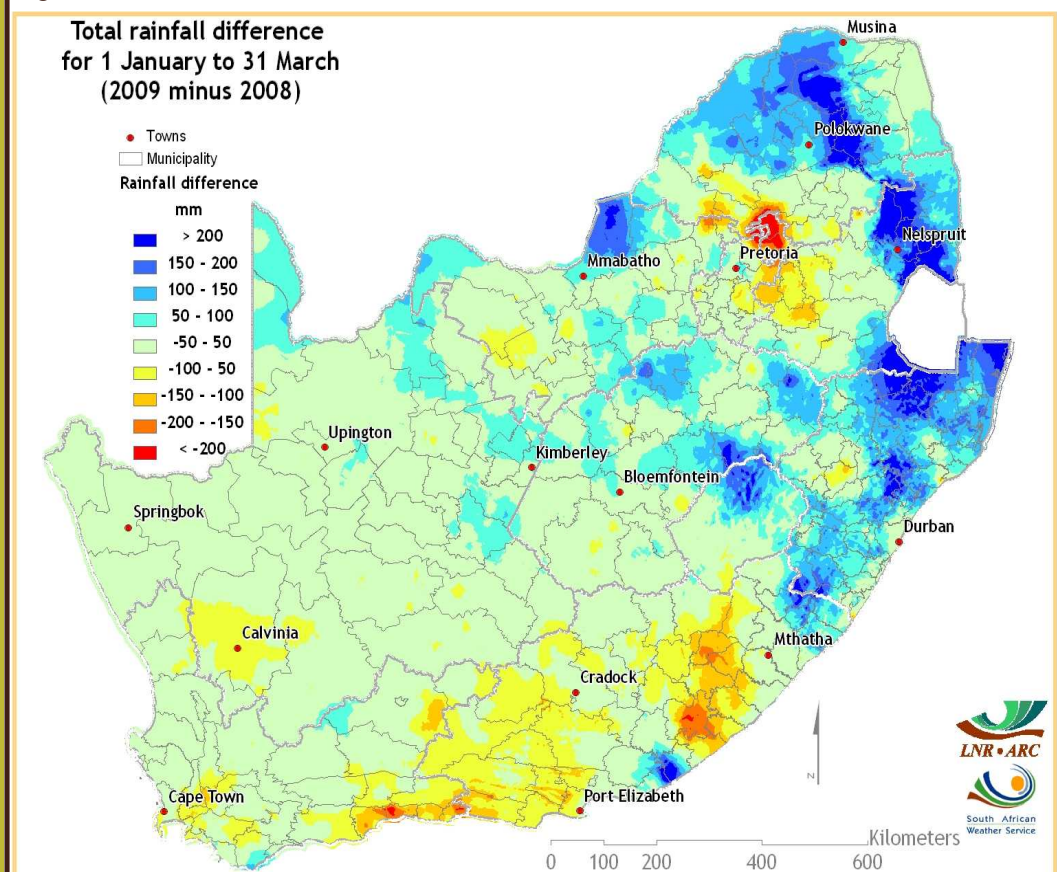 Total rainfall difference
for 1 January to 31 March
(2009 minus 2008)
Towns
Municipality
Rainfall difference
mm
> 200
150 - 200
100 - 150
50 - 100
-50 - 50
-100 - 50
-150 - -100
-200 - -150
< -200
Musina
Polokwane
Nelspruit
Pretoria
Mmabatho
Upington
Kimberley
Bloemfontein
Springbok
Durban
Calvinia
Mthatha
Cradock
Cape Town
Port Elizabeth
N
LNR•ARC
South African
Weather Service
Kilometers
0 100 200 400 600